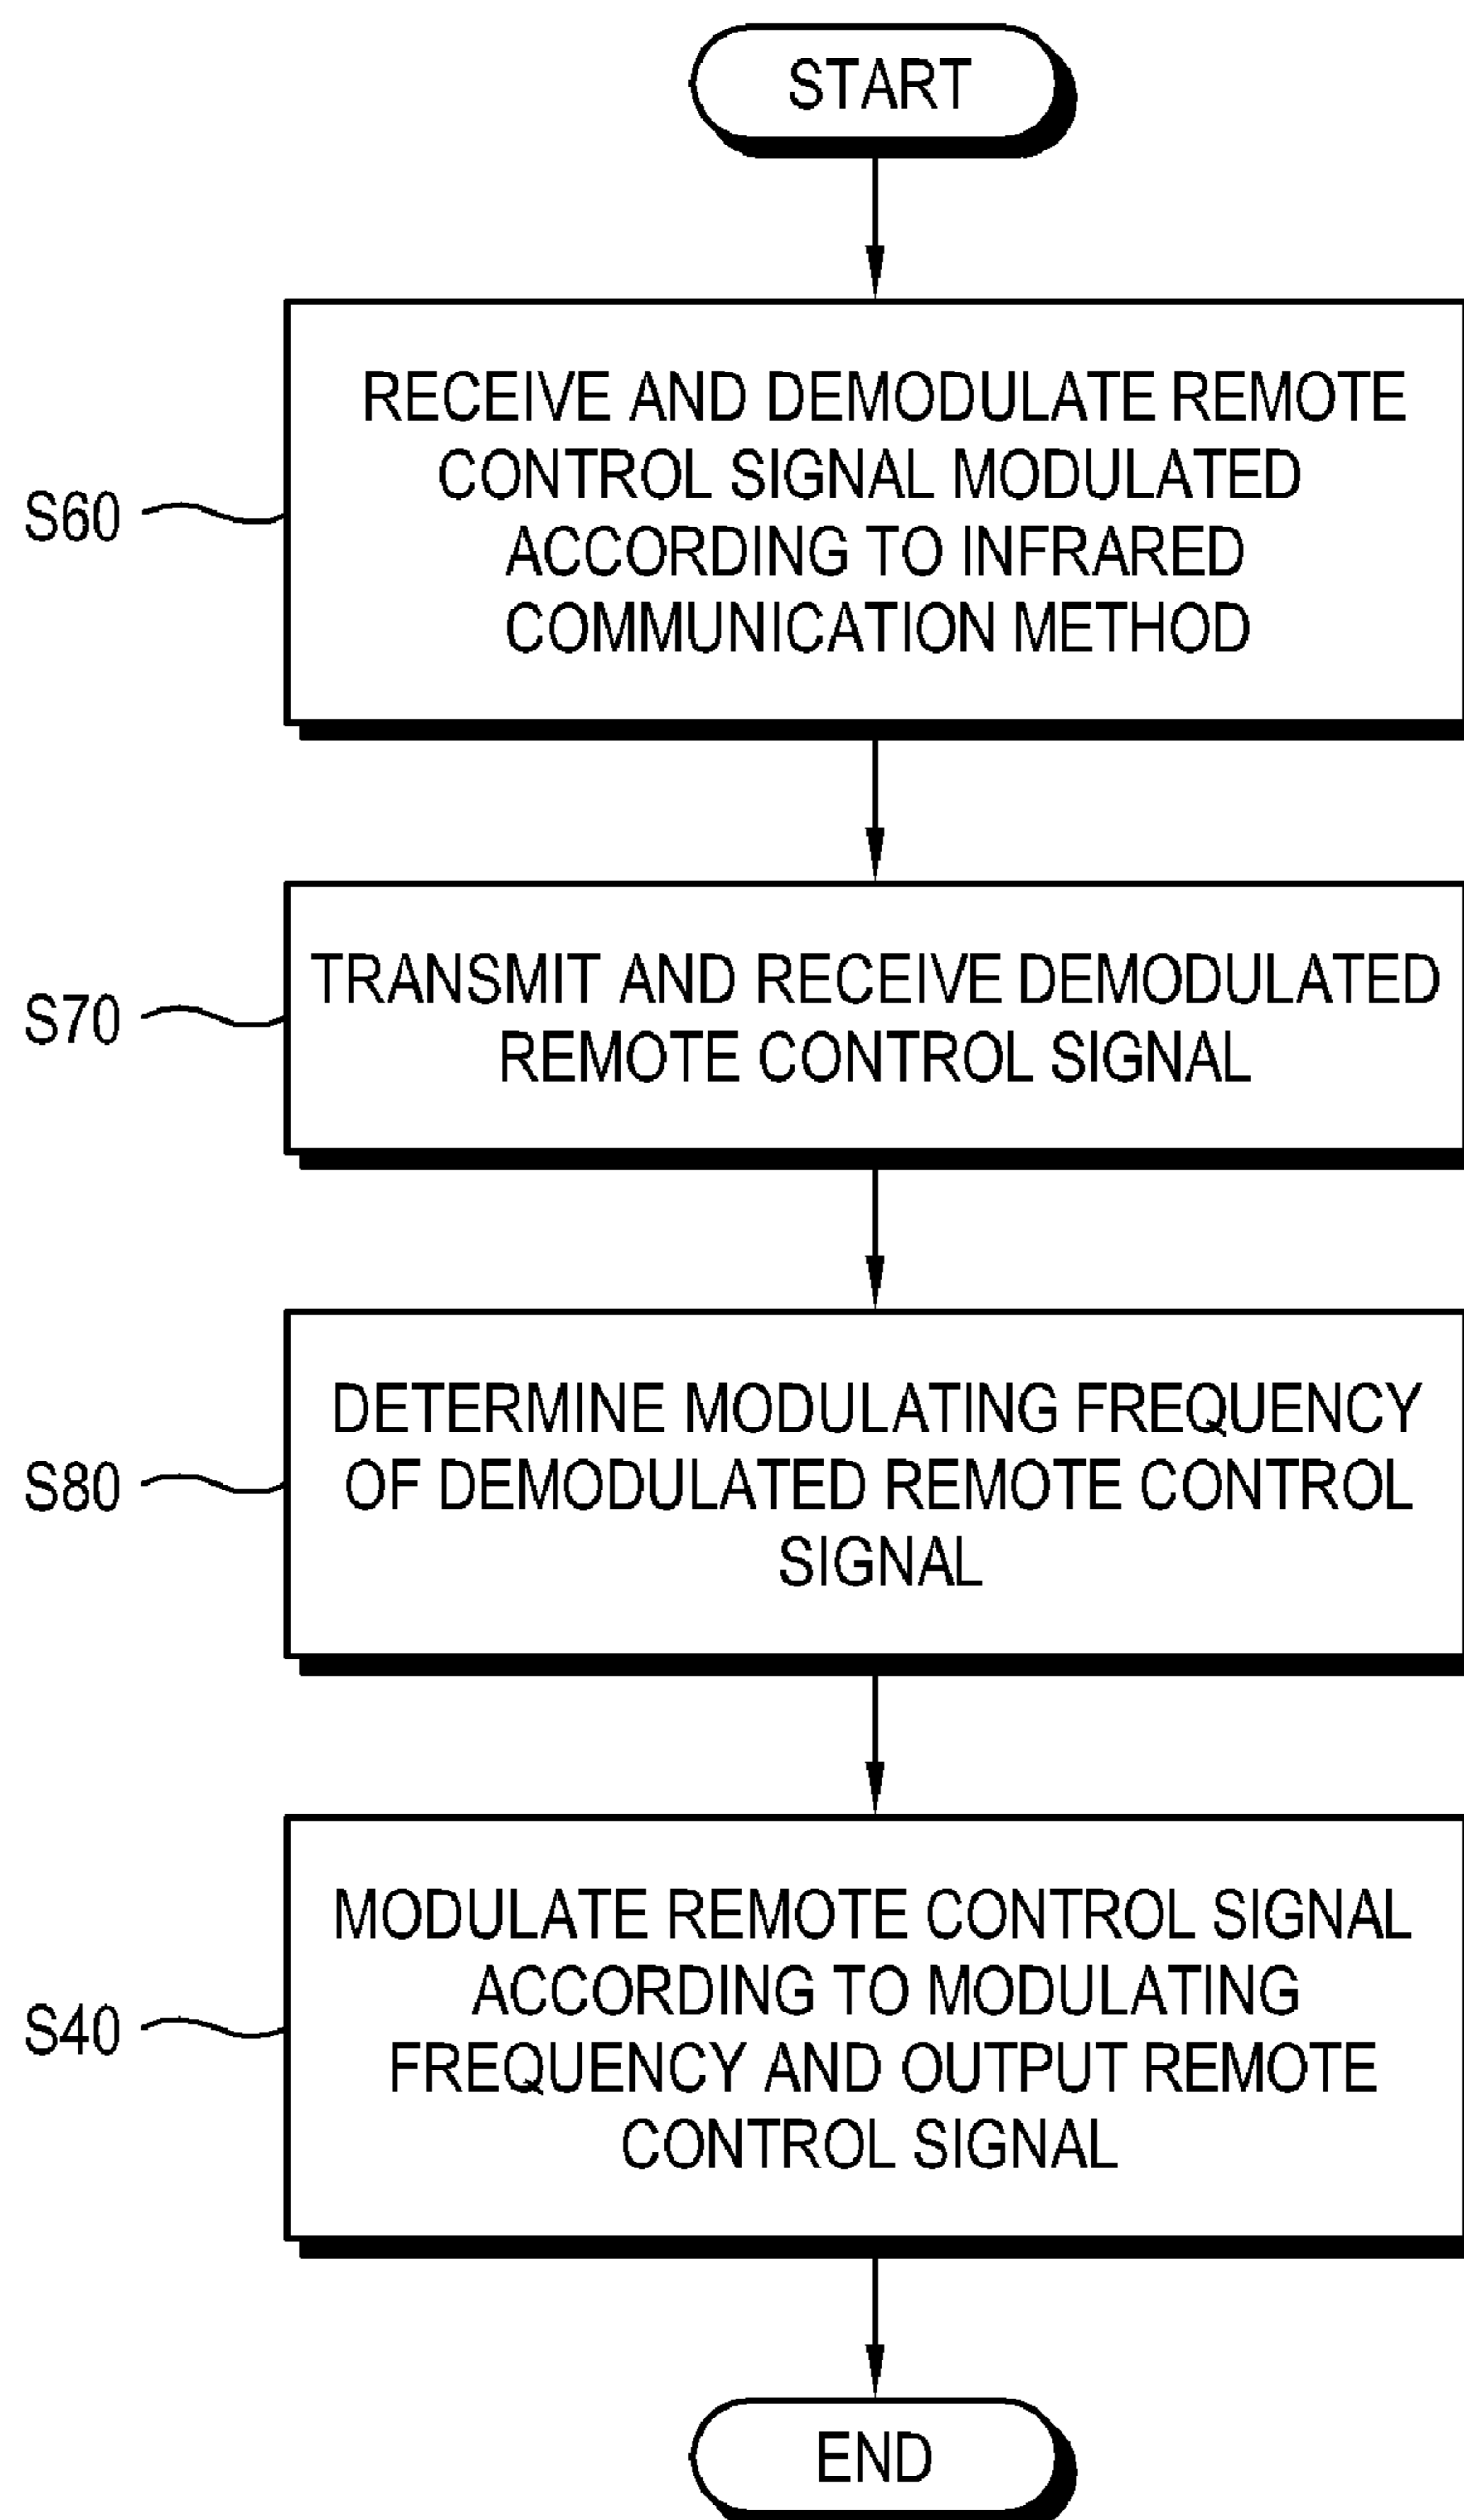 START
RECEIVE AND DEMODULATE REMOTE
CONTROL SIGNAL MODULATED
ACCORDING TO INFRARED
COMMUNICATION METHOD
S60
TRANSMIT AND RECEIVE DEMODULATED
REMOTE CONTROL SIGNAL
S70
DETERMINE MODULATING FREQUENCY
OF DEMODULATED REMOTE CONTROL
SIGNAL
S80
MODULATE REMOTE CONTROL SIGNAL
ACCORDING TO MODULATING
FREQUENCY AND OUTPUT REMOTE
CONTROL SIGNAL
S40
END